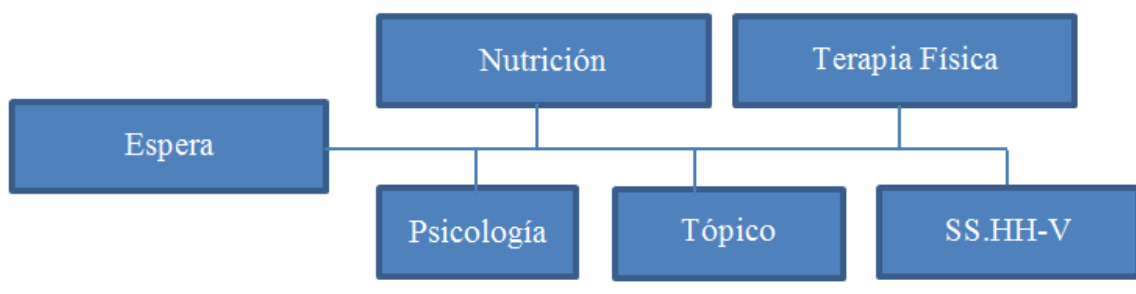 Nutrición
Terapia Física
Espera
Psicología
Tópico
SS.HH-V